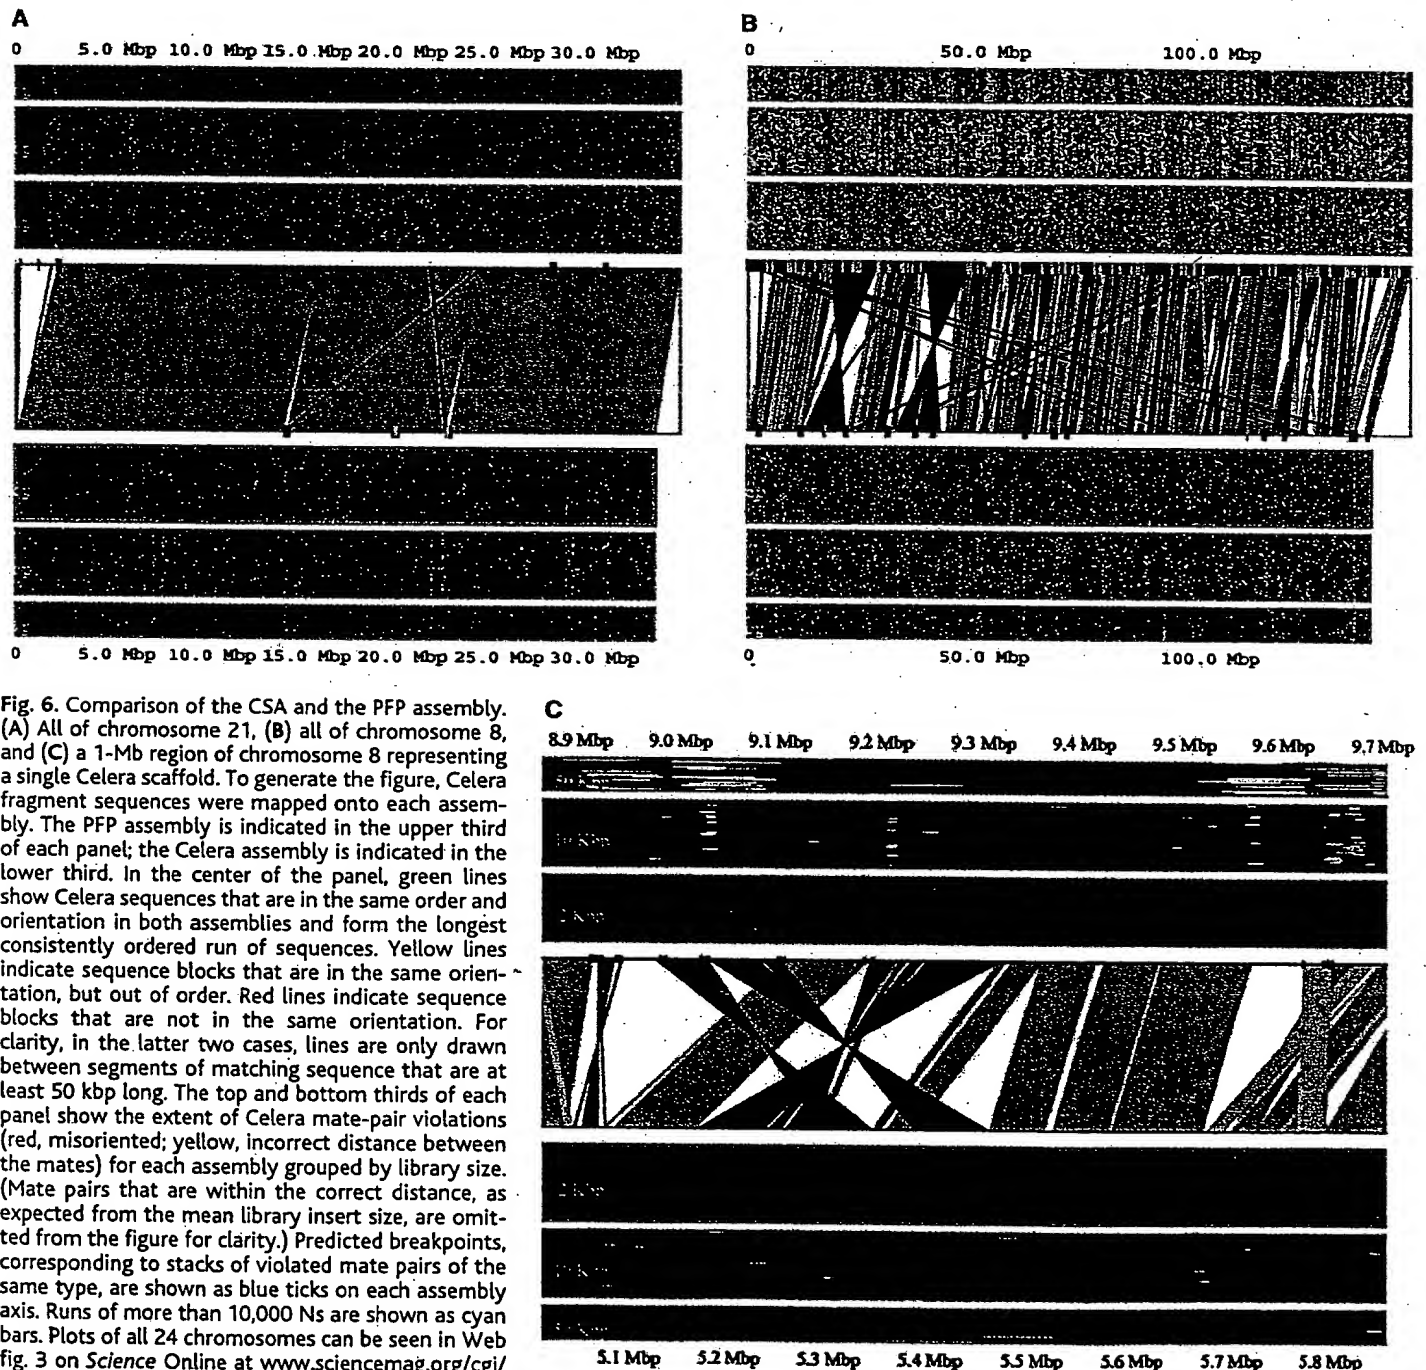 A
0 5.0 Mbp 10.0 Mbp 15.0 Mbp 20.0 Mbp 25.0 Mbp 30.0 Mbp
0 5.0 Mbp 10.0 Mbp 15.0 Mbp 20.0 Mbp 25.0 Mbp 30.0 Mbp
B
0 50.0 Mbp 100.0 Mbp
0 50.0 Mbp 100.0 Mbp
Fig. 6. Comparison of the CSA and the PFP assembly.
(A) All of chromosome 21, (B) all of chromosome 8,
and (C) a 1-Mb region of chromosome 8 representing
a single Celera scaffold. To generate the figure, Celera
fragment sequences were mapped onto each assem-
bly. The PFP assembly is indicated in the upper third
of each panel; the Celera assembly is indicated in the
lower third. In the center of the panel, green lines
show Celera sequences that are in the same order and
orientation in both assemblies and form the longest
consistently ordered run of sequences. Yellow lines
indicate sequence blocks that are in the same orien-
tation, but out of order. Red lines indicate sequence
blocks that are not in the same orientation. For
clarity, in the latter two cases, lines are only drawn
between segments of matching sequence that are at
least 50 kbp long. The top and bottom thirds of each
panel show the extent of Celera mate-pair violations
(red, misoriented; yellow, incorrect distance between
the mates) for each assembly grouped by library size.
(Mate pairs that are within the correct distance, as
expected from the mean library insert size, are omit-
ted from the figure for clarity.) Predicted breakpoints,
corresponding to stacks of violated mate pairs of the
same type, are shown as blue ticks on each assembly
axis. Runs of more than 10,000 Ns are shown as cyan
bars. Plots of all 24 chromosomes can be seen in Web
fig. 3 on Science Online at www.sciencemag.org/cgi/
C
8.9 Mbp 9.0 Mbp 9.1 Mbp 9.2 Mbp 9.3 Mbp 9.4 Mbp 9.5 Mbp 9.6 Mbp 9.7 Mbp
2 Kbp
2 Kbp
5.1 Mbp 5.2 Mbp 5.3 Mbp 5.4 Mbp 5.5 Mbp 5.6 Mbp 5.7 Mbp 5.8 Mbp